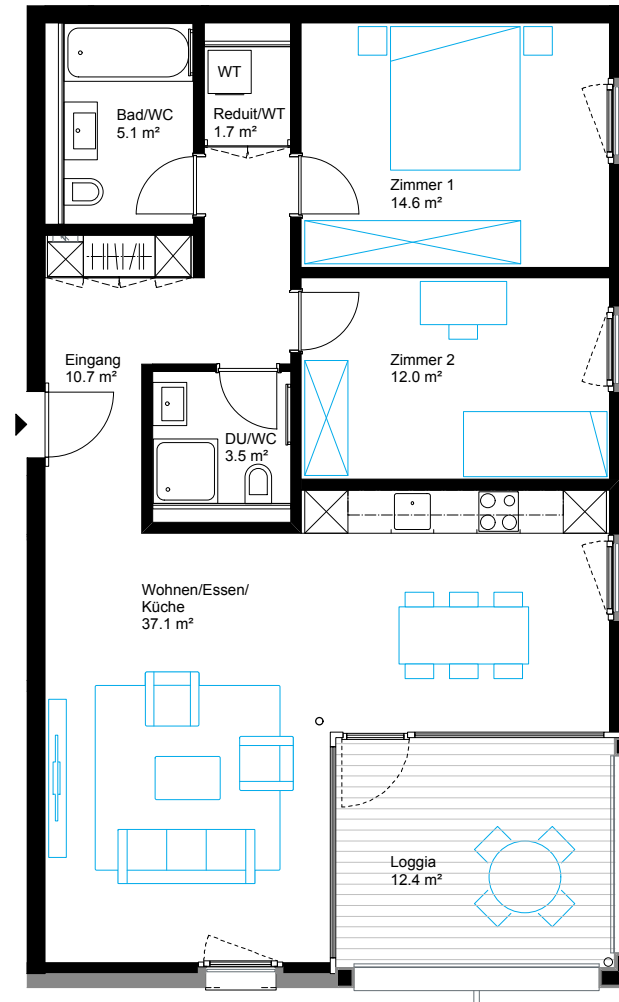 WT
Bad/WC
5.1 m²
Reduit/WT
1.7 m²
Zimmer 1
14.6 m²
Eingang
10.7 m²
Zimmer 2
12.0 m²
DU/WC
3.5 m²
Wohnen/Essen/
Küche
37.1 m²
Loggia
12.4 m²